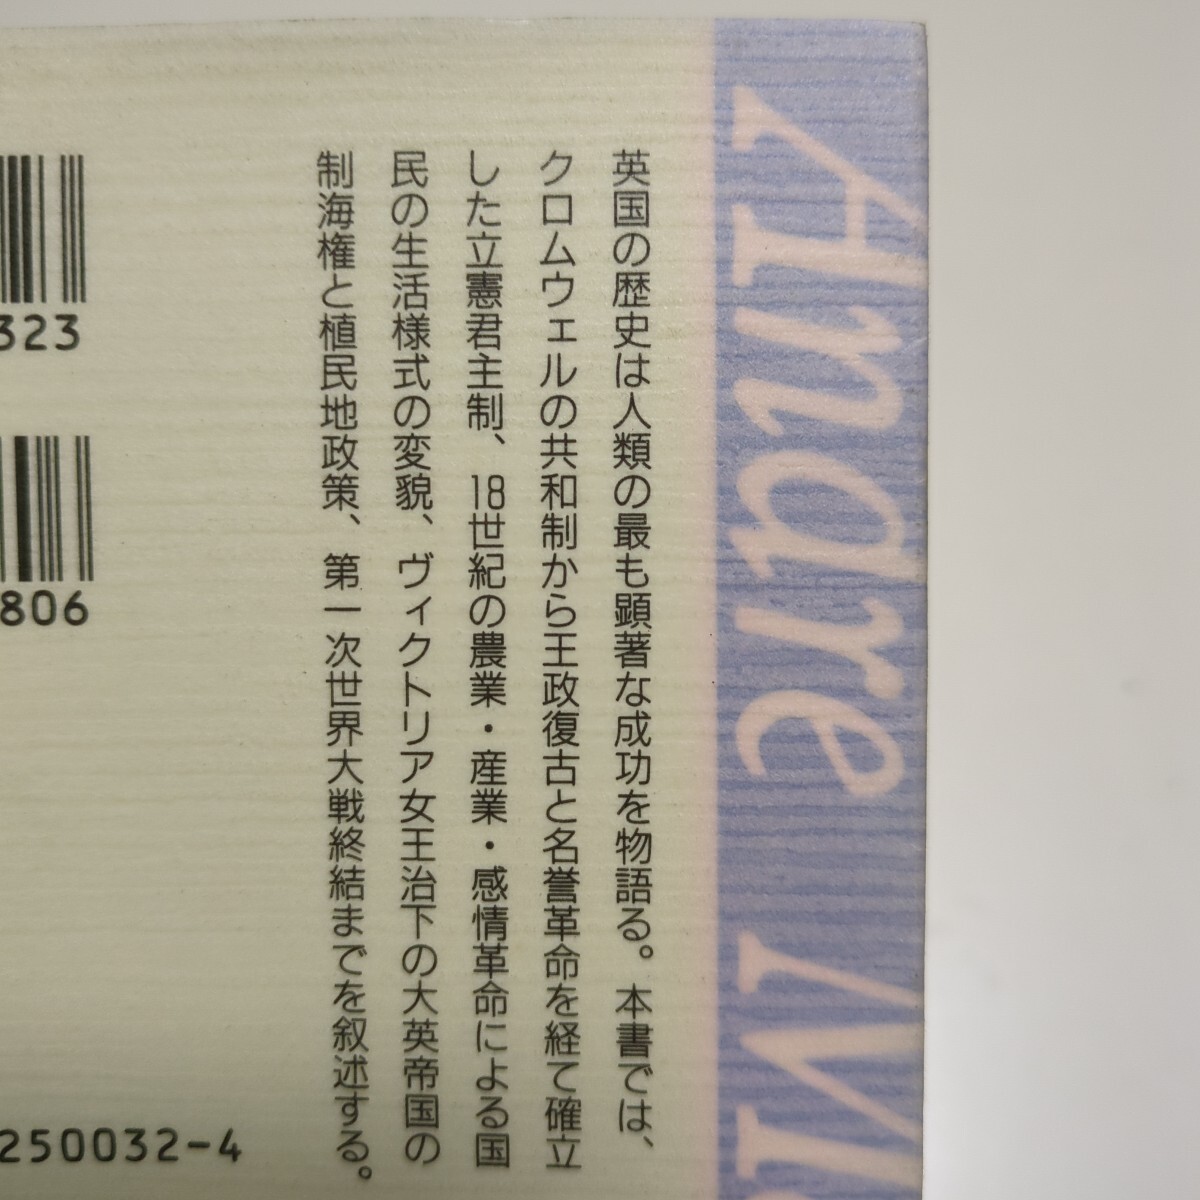 Andre M
英国の歴史は人類の最も顕著な成功を物語る。本書では、
クロムウェルの共和制から王政復古と名誉革命を経て確立
した立憲君主制、18世紀の農業・産業・感情革命による国
民の生活様式の変貌、ヴィクトリア女王治下の大英帝国の
制海権と植民地政策、第一次世界大戦終結までを叙述する。
323
806
250032-4